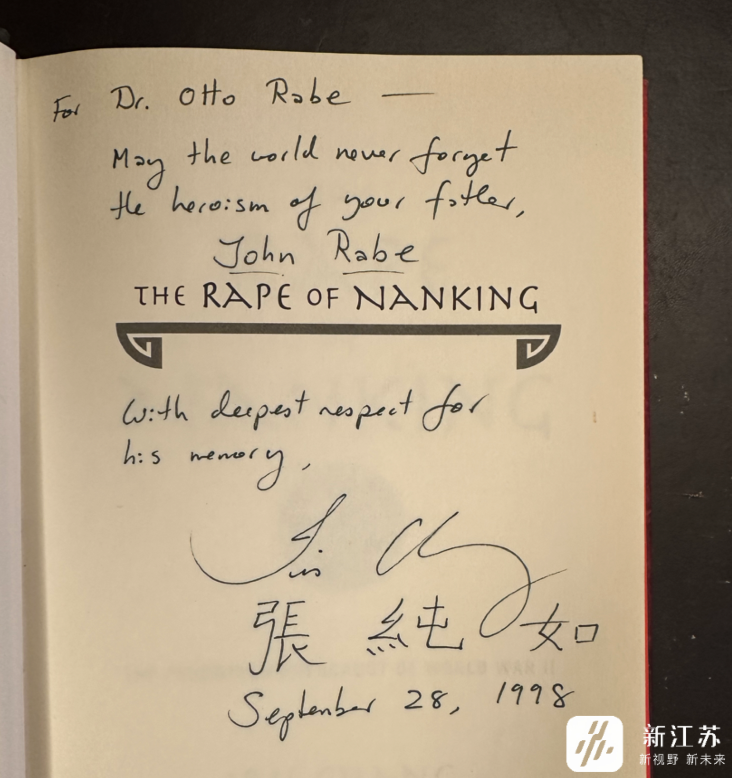 For Dr. Otto Rabe —
May the world never forget
the heroism of your father,
John Rabe
THE RAPE OF NANKING
With deepest respect for
his memory,
Iris Chang
張 純 如
September 28, 1998
新江苏
新视野 新未来